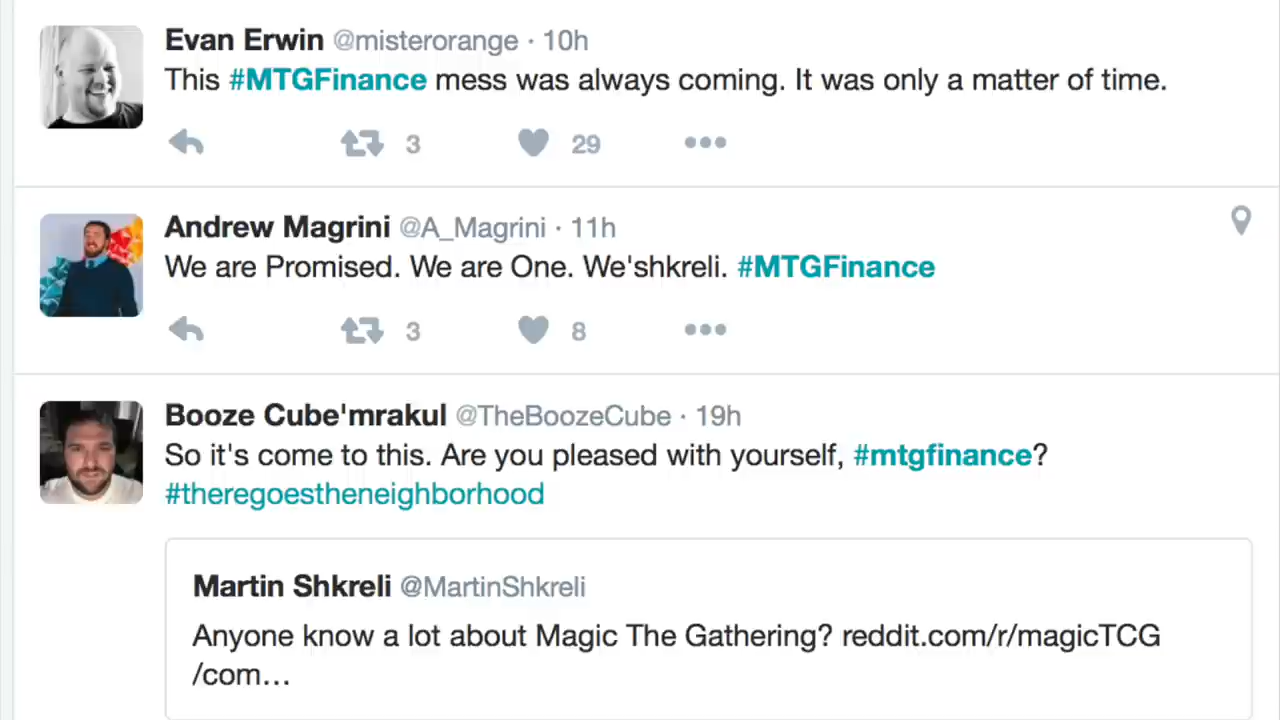 Evan Erwin @misterorange · 10h
This #MTGFinance mess was always coming. It was only a matter of time.
3 29
Andrew Magrini @A_Magrini · 11h
We are Promised. We are One. We'shkreli. #MTGFinance
3 8
Booze Cube'mrakul @TheBoozeCube · 19h
So it's come to this. Are you pleased with yourself, #mtgfinance?
#theregoestheneighborhood
Martin Shkreli @MartinShkreli
Anyone know a lot about Magic The Gathering? reddit.com/r/magicTCG
/com…